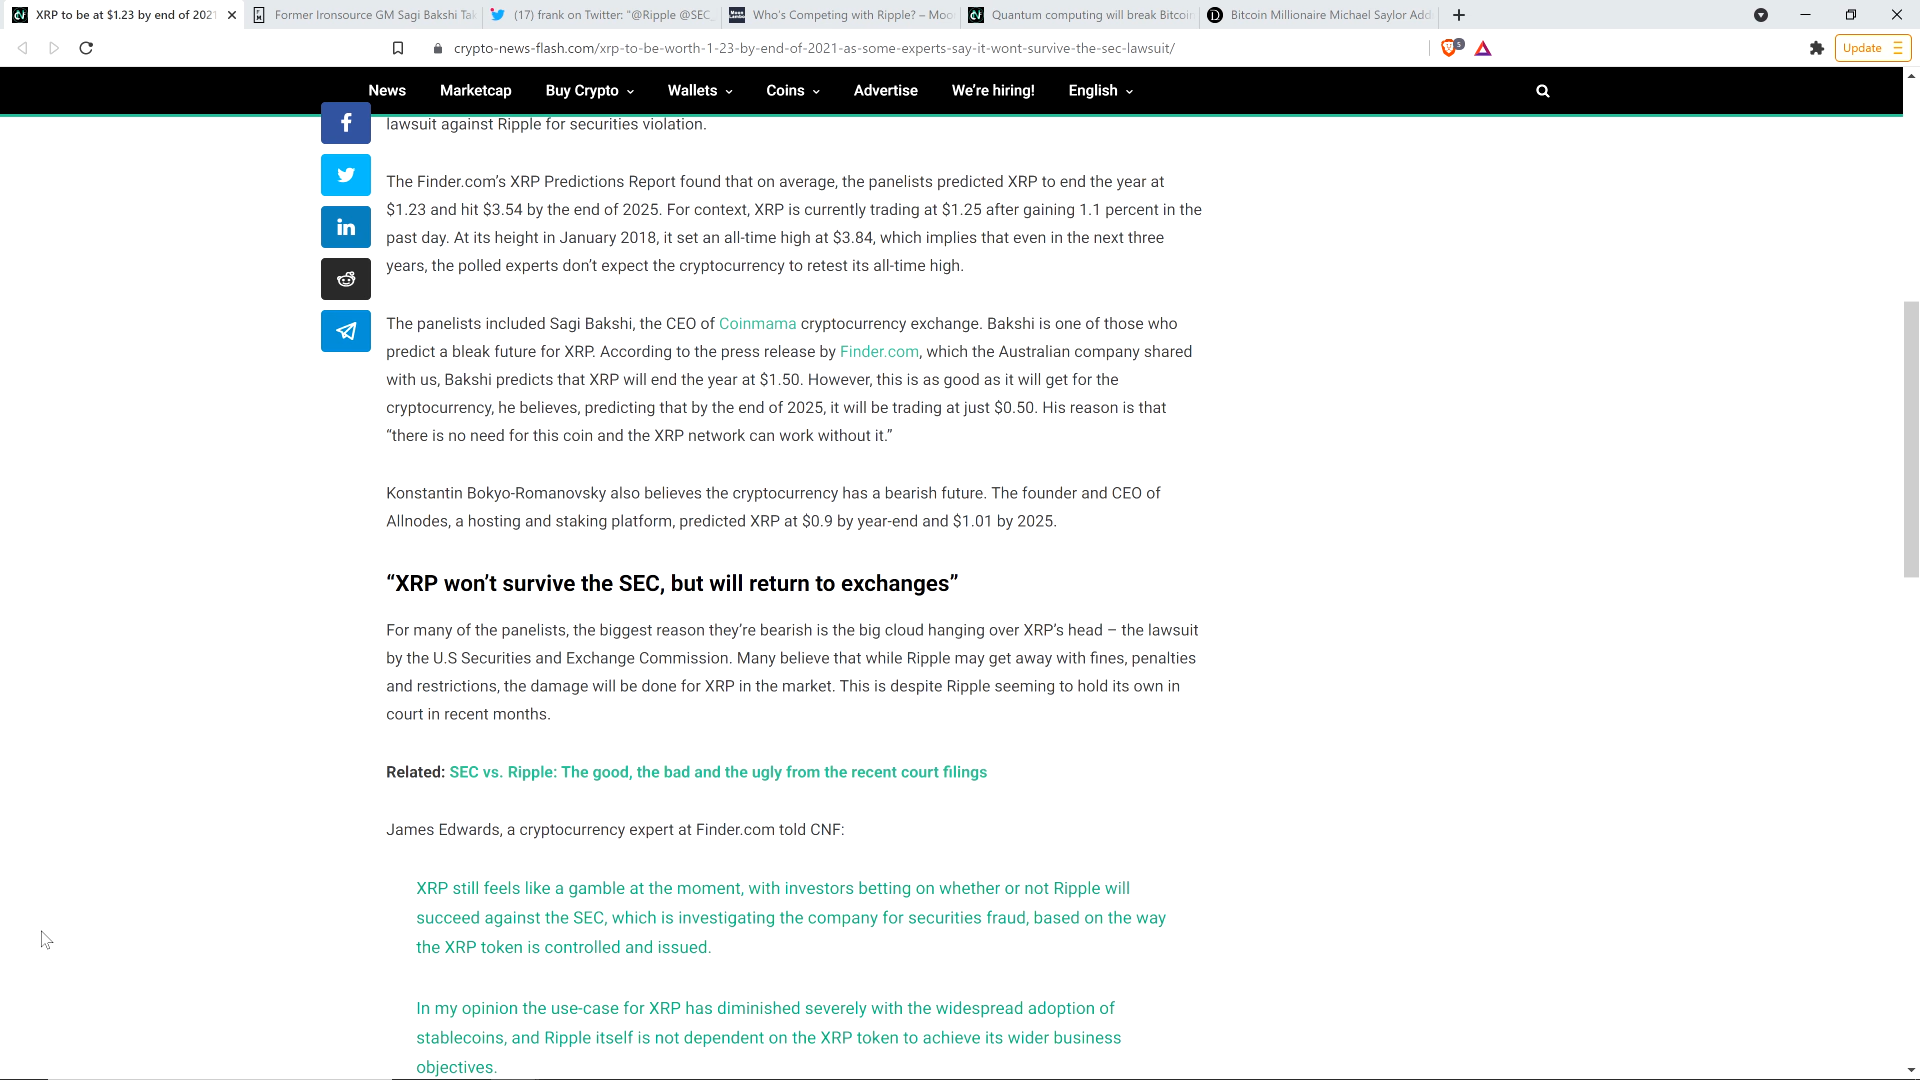 XRP to be at $1.23 by end of 2021
Former Ironsource GM Sagi Bakshi Tak
(17) frank on Twitter: "@Ripple @SEC_
Who's Competing with Ripple? – Moo
Quantum computing will break Bitcoin
Bitcoin Millionaire Michael Saylor Add
crypto-news-flash.com/xrp-to-be-worth-1-23-by-end-of-2021-as-some-experts-say-it-wont-survive-the-sec-lawsuit/
5
Update
News Marketcap Buy Crypto Wallets Coins Advertise We're hiring! English
lawsuit against Ripple for securities violation.
The Finder.com's XRP Predictions Report found that on average, the panelists predicted XRP to end the year at
$1.23 and hit $3.54 by the end of 2025. For context, XRP is currently trading at $1.25 after gaining 1.1 percent in the
past day. At its height in January 2018, it set an all-time high at $3.84, which implies that even in the next three
years, the polled experts don't expect the cryptocurrency to retest its all-time high.
The panelists included Sagi Bakshi, the CEO of Coinmama cryptocurrency exchange. Bakshi is one of those who
predict a bleak future for XRP. According to the press release by Finder.com, which the Australian company shared
with us, Bakshi predicts that XRP will end the year at $1.50. However, this is as good as it will get for the
cryptocurrency, he believes, predicting that by the end of 2025, it will be trading at just $0.50. His reason is that
“there is no need for this coin and the XRP network can work without it.”
Konstantin Bokyo-Romanovsky also believes the cryptocurrency has a bearish future. The founder and CEO of
Allnodes, a hosting and staking platform, predicted XRP at $0.9 by year-end and $1.01 by 2025.
“XRP won't survive the SEC, but will return to exchanges”
For many of the panelists, the biggest reason they're bearish is the big cloud hanging over XRP's head – the lawsuit
by the U.S Securities and Exchange Commission. Many believe that while Ripple may get away with fines, penalties
and restrictions, the damage will be done for XRP in the market. This is despite Ripple seeming to hold its own in
court in recent months.
Related: SEC vs. Ripple: The good, the bad and the ugly from the recent court filings
James Edwards, a cryptocurrency expert at Finder.com told CNF:
XRP still feels like a gamble at the moment, with investors betting on whether or not Ripple will
succeed against the SEC, which is investigating the company for securities fraud, based on the way
the XRP token is controlled and issued.
In my opinion the use-case for XRP has diminished severely with the widespread adoption of
stablecoins, and Ripple itself is not dependent on the XRP token to achieve its wider business
objectives.